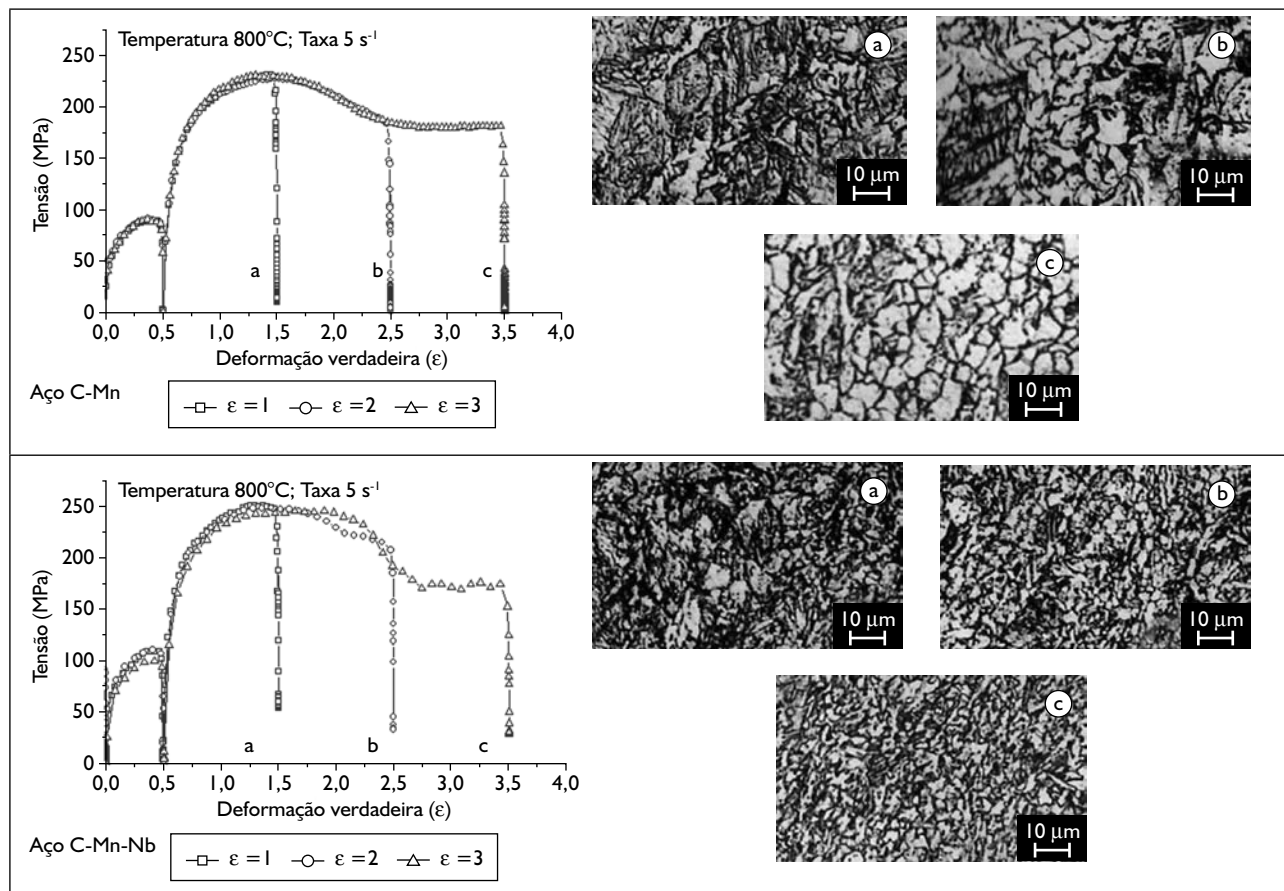 Temperatura 800°C; Taxa 5 s⁻¹
Tensão (MPa)
250
200
150
100
50
0
a
b
c
0,0
0,5
1,0
1,5
2,0
2,5
3,0
3,5
4,0
Deformação verdadeira (ε)
Aço C-Mn
ε = 1
ε = 2
ε = 3
a
10 μm
b
10 μm
c
10 μm
Temperatura 800°C; Taxa 5 s⁻¹
Tensão (MPa)
250
200
150
100
50
0
a
b
c
0,0
0,5
1,0
1,5
2,0
2,5
3,0
3,5
4,0
Deformação verdadeira (ε)
Aço C-Mn-Nb
ε = 1
ε = 2
ε = 3
a
10 μm
b
10 μm
c
10 μm